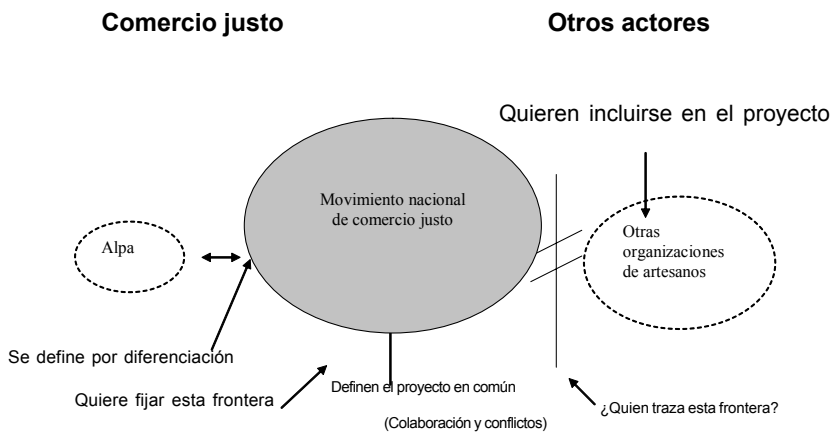 Comercio justo
Otros actores
Quieren incluirse en el proyecto
Movimiento nacional
de comercio justo
Alpa
Otras
organizaciones
de artesanos
Se define por diferenciación
Quiere fijar esta frontera
Definen el proyecto en común
(Colaboración y conflictos)
¿Quien traza esta frontera?